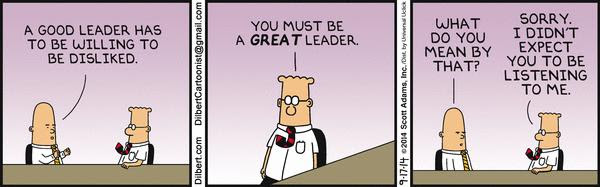 A GOOD LEADER HAS
TO BE WILLING TO
BE DISLIKED.
Dilbert.com DilbertCartoonist@gmail.com
YOU MUST BE
A GREAT LEADER.
9-17-14 ©2014 Scott Adams, Inc. /Dist. by Universal Uclick
WHAT
DO YOU
MEAN BY
THAT?
SORRY.
I DIDN'T
EXPECT
YOU TO BE
LISTENING
TO ME.